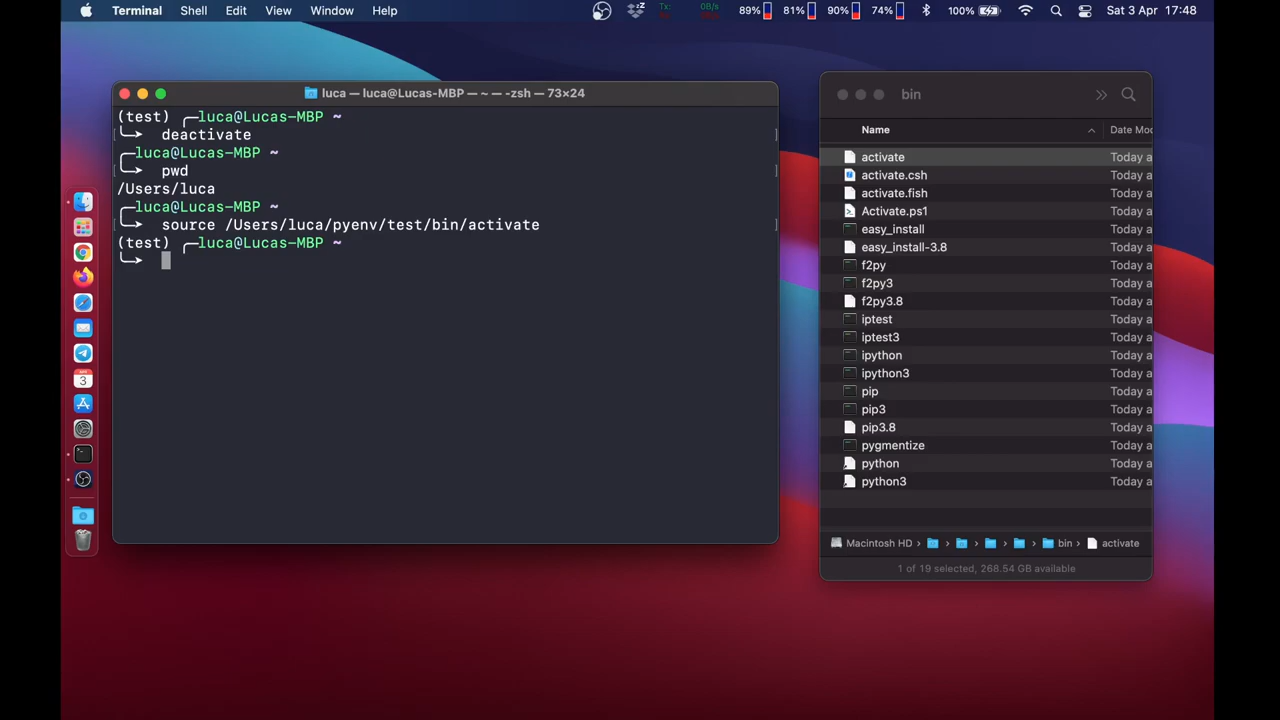 Terminal Shell Edit View Window Help 89% 81% 90% 74% 100% Sat 3 Apr 17:48
luca — luca@Lucas-MBP — ~ — -zsh — 73×24
(test) ╭─luca@Lucas-MBP ~
╰─➤ deactivate
╭─luca@Lucas-MBP ~
╰─➤ pwd
/Users/luca
╭─luca@Lucas-MBP ~
╰─➤ source /Users/luca/pyenv/test/bin/activate
(test) ╭─luca@Lucas-MBP ~
╰─➤
bin
Name Date Mod
activate Today a
activate.csh Today a
activate.fish Today a
Activate.ps1 Today a
easy_install Today a
easy_install-3.8 Today a
f2py Today a
f2py3 Today a
f2py3.8 Today a
iptest Today a
iptest3 Today a
ipython Today a
ipython3 Today a
pip Today a
pip3 Today a
pip3.8 Today a
pygmentize Today a
python Today a
python3 Today a
Macintosh HD › › › › › bin › activate
1 of 19 selected, 268.54 GB available
3